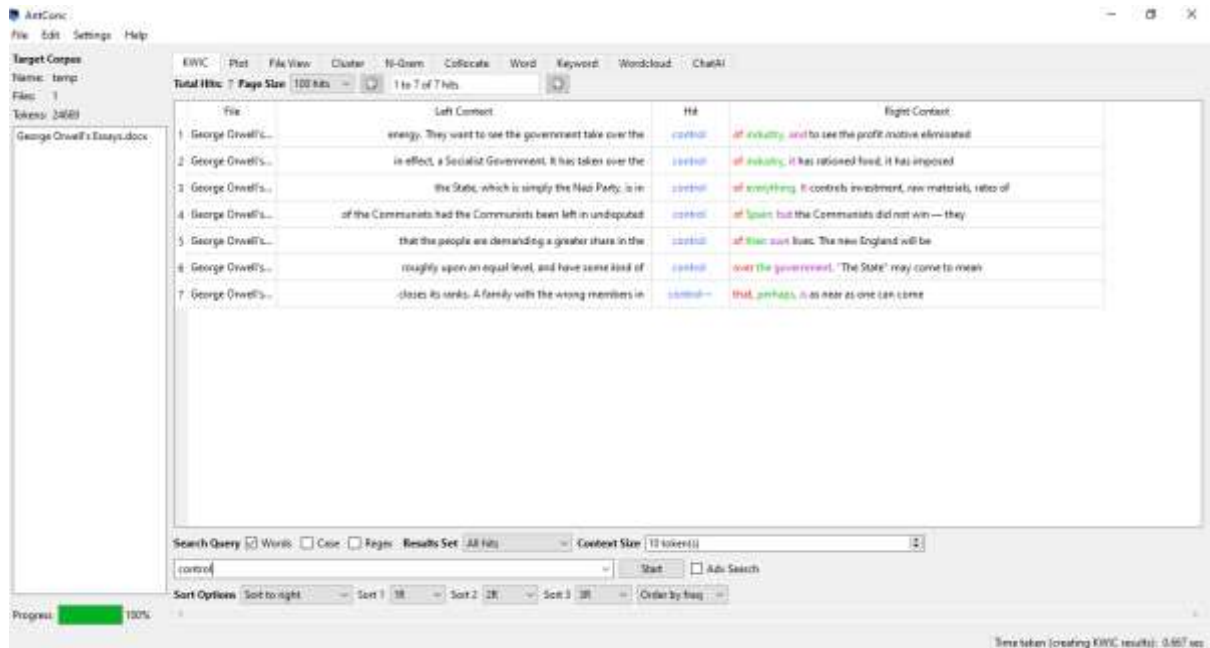 AntConc
File Edit Settings Help
Target Corpus
Name: temp
Files: 1
Tokens: 24669
George Orwell's Essays.docx
KWIC Plot File View Cluster N-Gram Collocate Word Keyword Wordcloud ChatAI
Total Hits: 7 Page Size 100 hits 1 to 7 of 7 hits
File Left Context Hit Right Context
1 George Orwell's... energy. They want to see the government take over the control of industry, and to see the profit motive eliminated
2 George Orwell's... in effect, a Socialist Government. It has taken over the control of industry, it has rationed food, it has imposed
3 George Orwell's... the State, which is simply the Nazi Party, is in control of everything. It controls investment, raw materials, rates of
4 George Orwell's... of the Communists had the Communists been left in undisputed control of Spain; but the Communists did not win — they
5 George Orwell's... that the people are demanding a greater share in the control of their own lives. The new England will be
6 George Orwell's... roughly upon an equal level, and have some kind of control over the government. "The State" may come to mean
7 George Orwell's... closes its ranks. A family with the wrong members in control— that, perhaps, is as near as one can come
Search Query Words Case Regex Results Set All hits Context Size 10 token(s)
control Start Adv Search
Sort Options Sort to right Sort 1 1R Sort 2 2R Sort 3 3R Order by freq
Progress 100%
Time taken (creating KWIC results): 0.657 sec